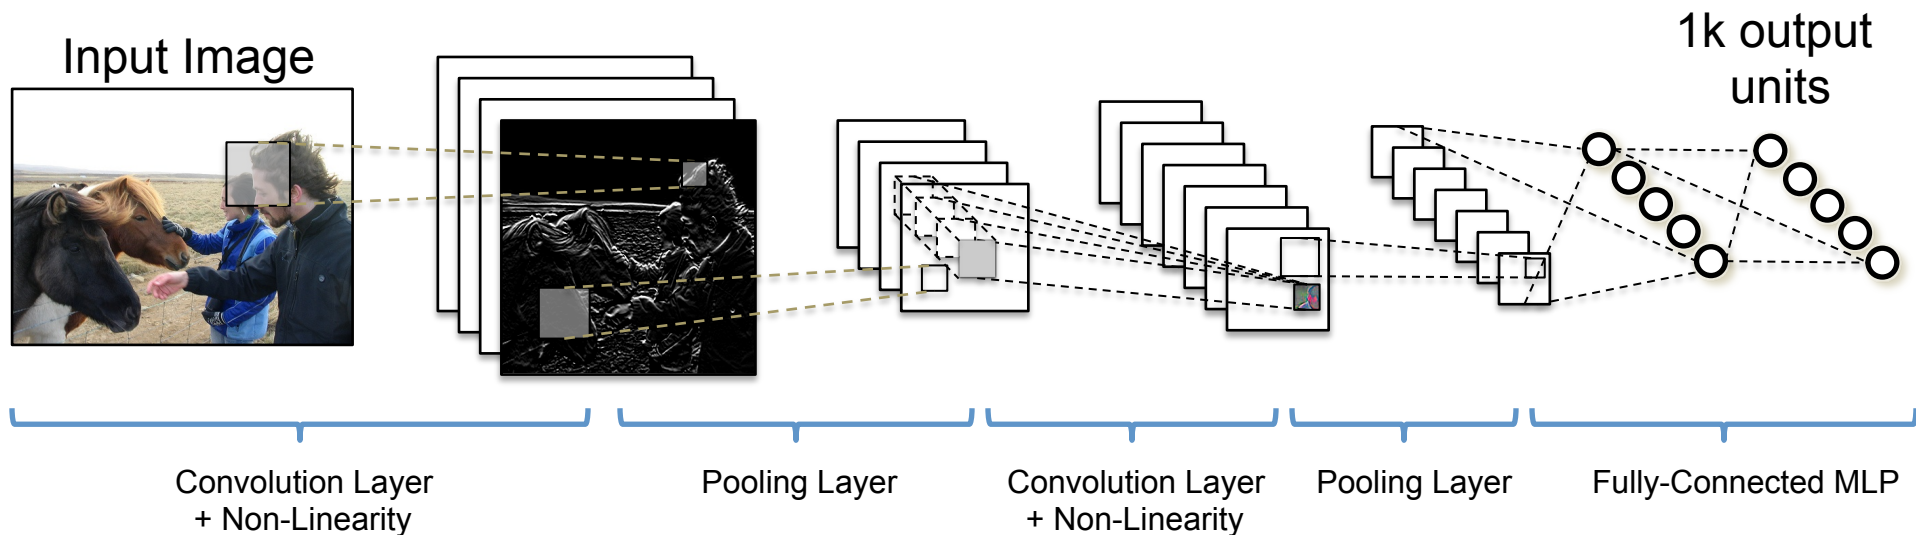 Input Image
1k output
units
Convolution Layer
+ Non-Linearity
Pooling Layer
Convolution Layer
+ Non-Linearity
Pooling Layer
Fully-Connected MLP